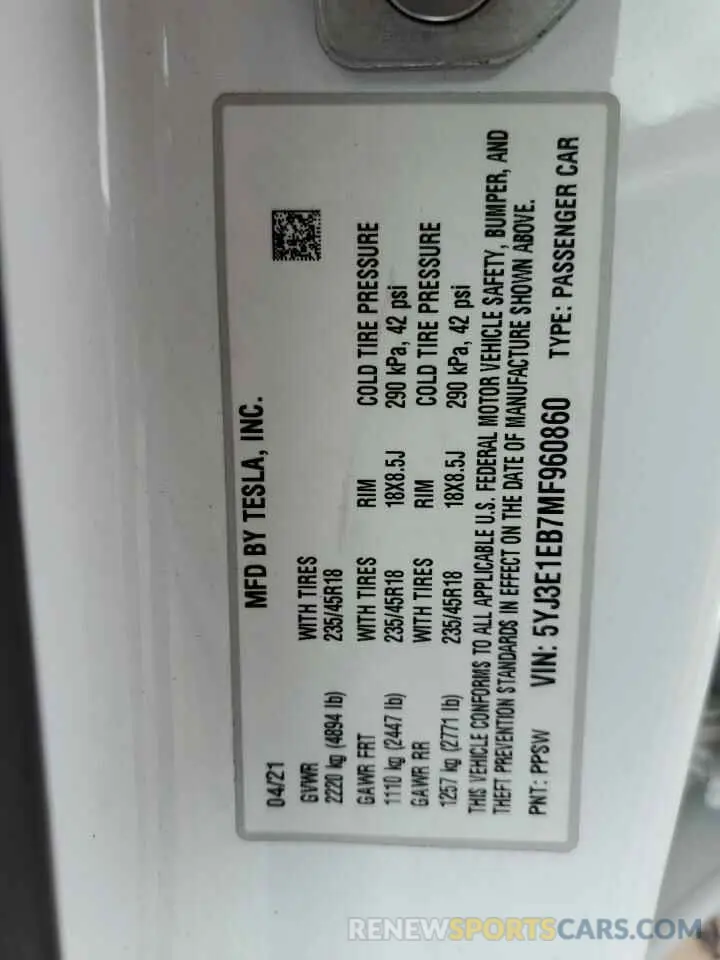 MFD BY TESLA, INC.
04/21
GVWR WITH TIRES
2220 kg (4894 lb) 235/45R18
GAWR FRT WITH TIRES RIM COLD TIRE PRESSURE
1110 kg (2447 lb) 235/45R18 18X8.5J 290 kPa, 42 psi
GAWR RR WITH TIRES RIM COLD TIRE PRESSURE
1257 kg (2771 lb) 235/45R18 18X8.5J 290 kPa, 42 psi
THIS VEHICLE CONFORMS TO ALL APPLICABLE U.S. FEDERAL MOTOR VEHICLE SAFETY, BUMPER, AND
THEFT PREVENTION STANDARDS IN EFFECT ON THE DATE OF MANUFACTURE SHOWN ABOVE.
PNT: PPSW VIN: 5YJ3E1EB7MF960860 TYPE: PASSENGER CAR
RENEWSPORTSCARS.COM